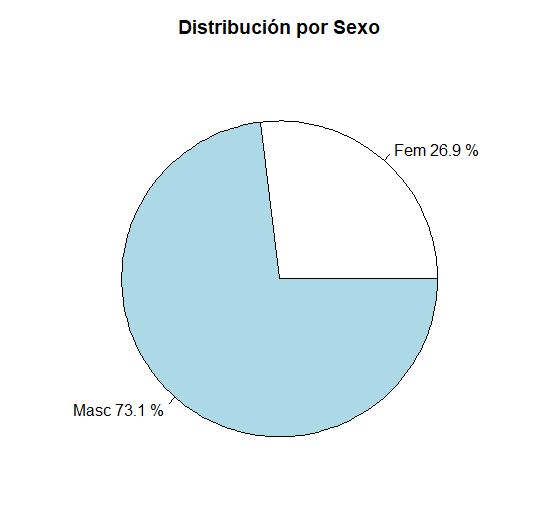 Distribución por Sexo
Fem 26.9 %
Masc 73.1 %